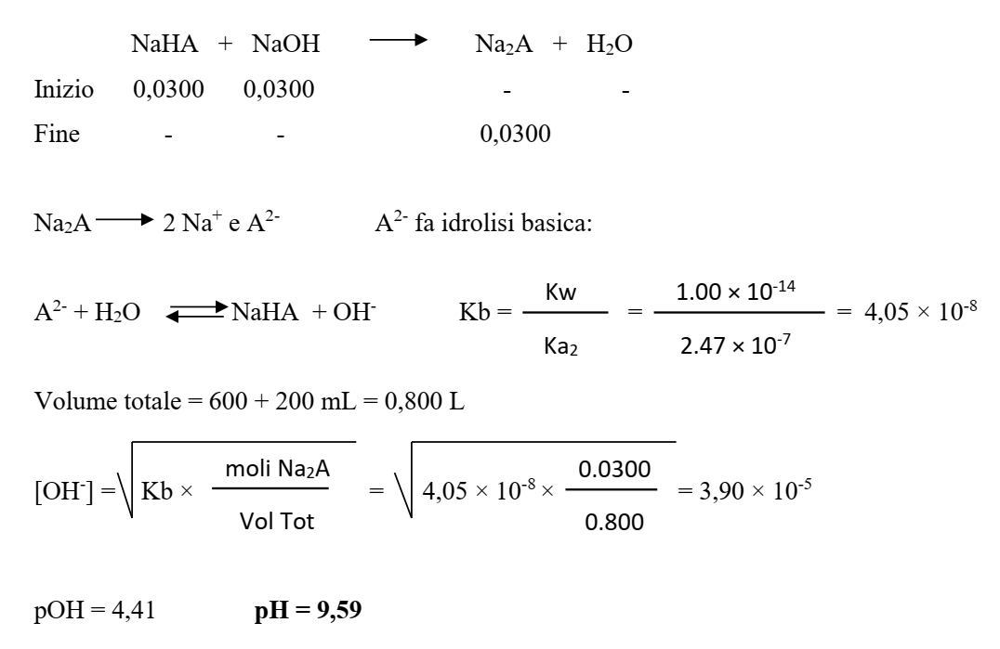 NaHA + NaOH ⟶ Na₂A + H₂O
Inizio 0,0300 0,0300 - -
Fine - - 0,0300
Na₂A ⟶ 2 Na⁺ e A²⁻ A²⁻ fa idrolisi basica:
A²⁻ + H₂O ⇌ NaHA + OH⁻ Kb = Kw / Ka₂ = 1.00 × 10⁻¹⁴ / 2.47 × 10⁻⁷ = 4,05 × 10⁻⁸
Volume totale = 600 + 200 mL = 0,800 L
[OH⁻] = √ Kb × moli Na₂A / Vol Tot = √ 4,05 × 10⁻⁸ × 0.0300 / 0.800 = 3,90 × 10⁻⁵
pOH = 4,41 pH = 9,59